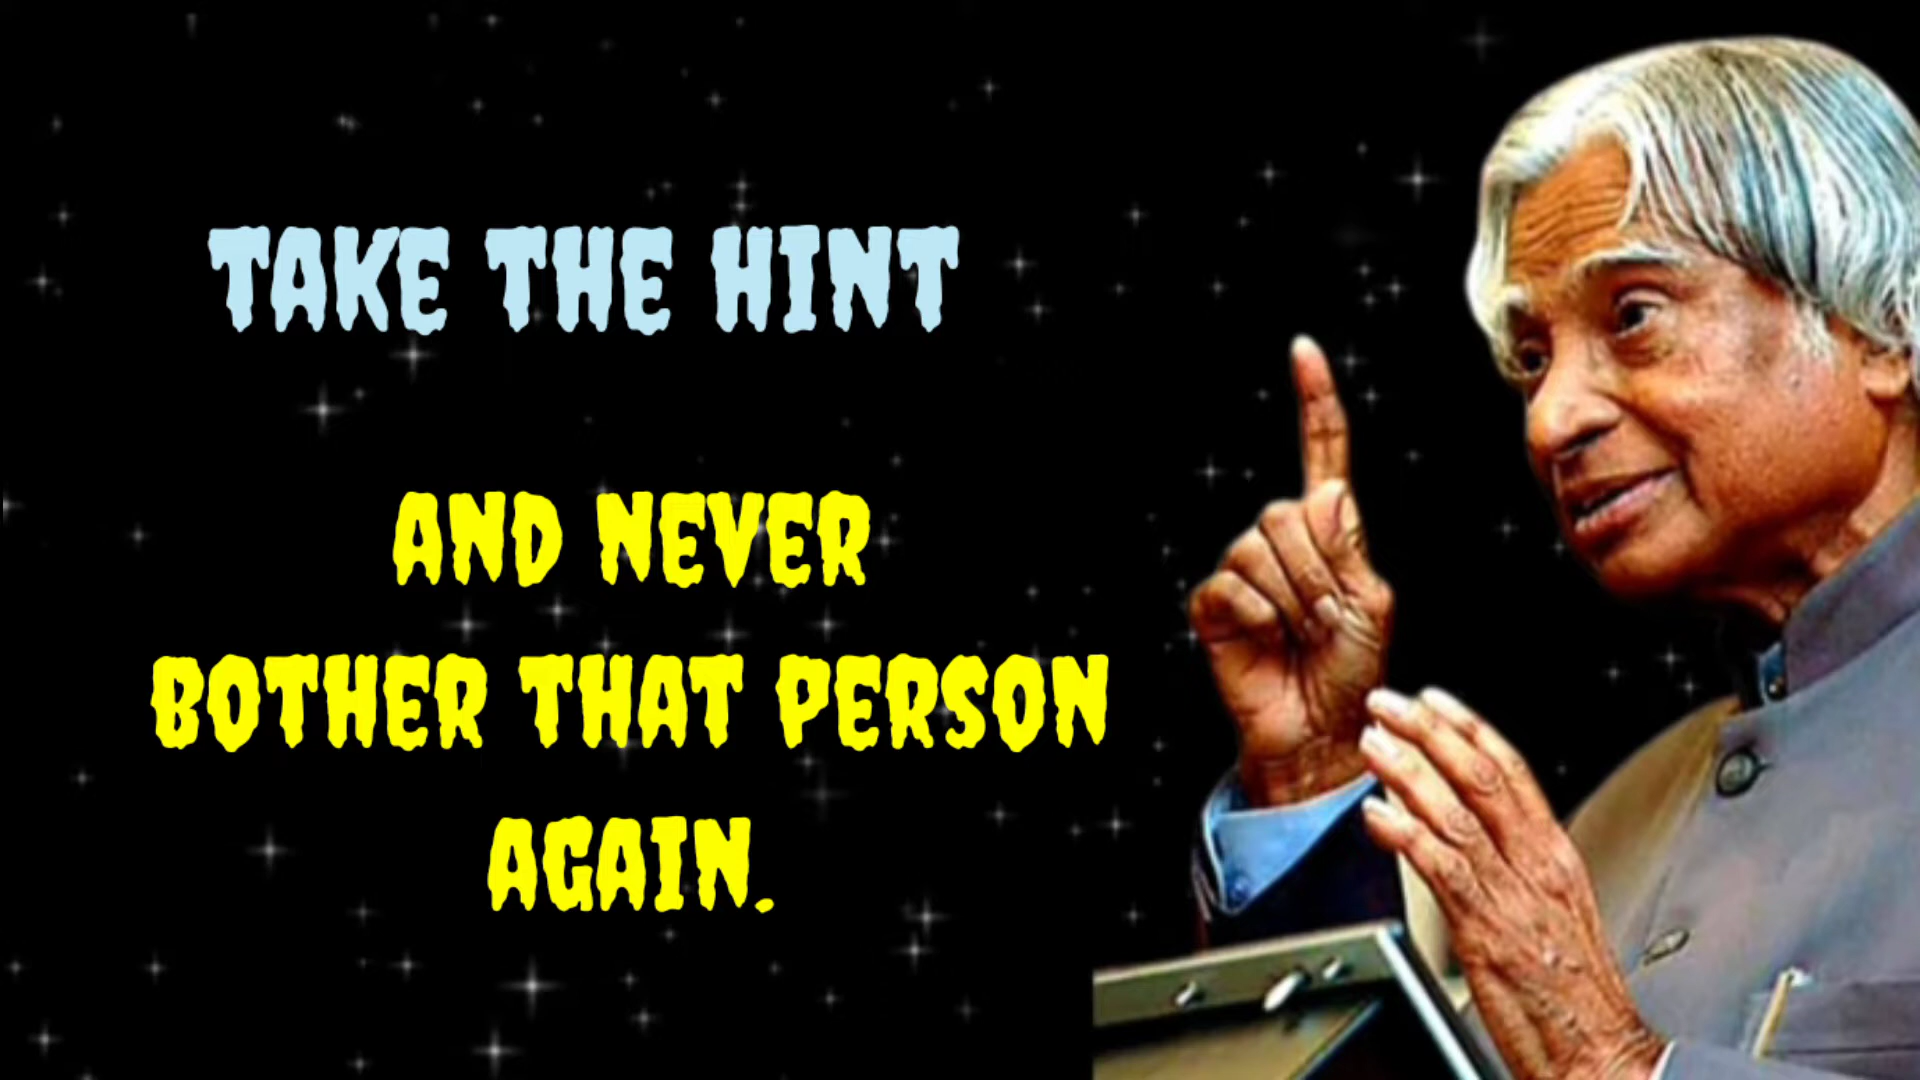 TAKE THE HINT
AND NEVER
BOTHER THAT PERSON
AGAIN.